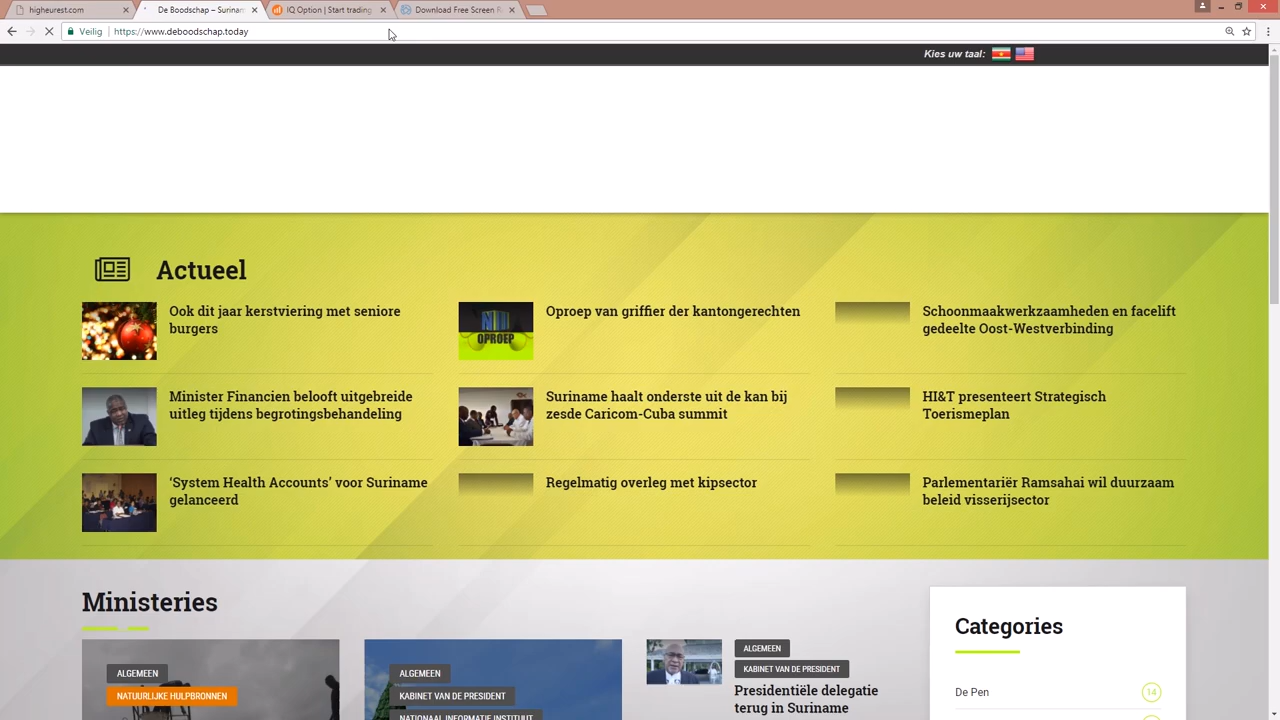 higheurest.com
De Boodschap – Surinam
IQ Option | Start trading
Download Free Screen R
Veilig
https://www.deboodschap.today
Kies uw taal:
Actueel
Ook dit jaar kerstviering met seniore
burgers
Oproep van griffier der kantongerechten
OPROEP
Schoonmaakwerkzaamheden en facelift
gedeelte Oost-Westverbinding
Minister Financien belooft uitgebreide
uitleg tijdens begrotingsbehandeling
Suriname haalt onderste uit de kan bij
zesde Caricom-Cuba summit
HI&T presenteert Strategisch
Toerismeplan
‘System Health Accounts’ voor Suriname
gelanceerd
Regelmatig overleg met kipsector
Parlementariër Ramsahai wil duurzaam
beleid visserijsector
Ministeries
ALGEMEEN
NATUURLIJKE HULPBRONNEN
ALGEMEEN
KABINET VAN DE PRESIDENT
NATIONAAL INFORMATIE INSTITUUT
ALGEMEEN
KABINET VAN DE PRESIDENT
Presidentiële delegatie
terug in Suriname
Categories
De Pen
14